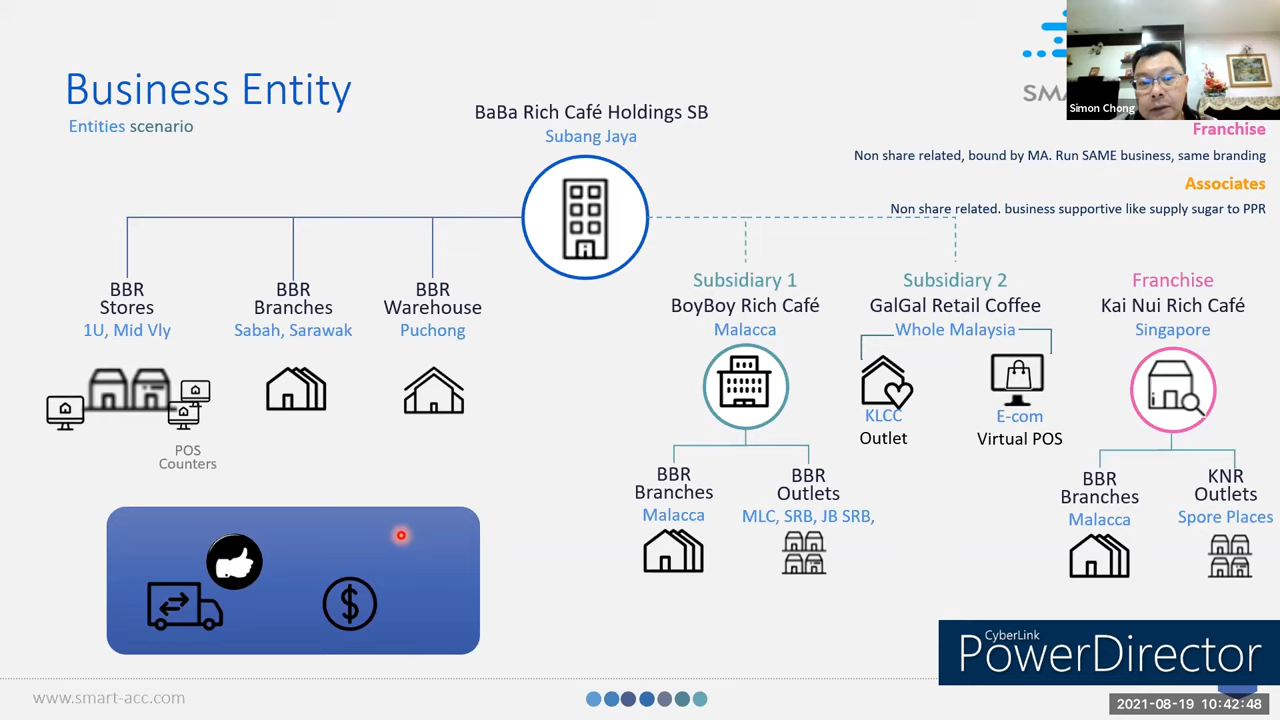 Business Entity
Entities scenario
BaBa Rich Café Holdings SB
Subang Jaya
Simon Chong
Franchise
Non share related, bound by MA. Run SAME business, same branding
Associates
Non share related. business supportive like supply sugar to PPR
BBR
Stores
1U, Mid Vly
BBR
Branches
Sabah, Sarawak
BBR
Warehouse
Puchong
POS
Counters
Subsidiary 1
BoyBoy Rich Café
Malacca
Subsidiary 2
GalGal Retail Coffee
Whole Malaysia
KLCC
Outlet
E-com
Virtual POS
Franchise
Kai Nui Rich Café
Singapore
BBR
Branches
Malacca
BBR
Outlets
MLC, SRB, JB SRB,
BBR
Branches
Malacca
KNR
Outlets
Spore Places
CyberLink
PowerDirector
www.smart-acc.com
2021-08-19 10:42:48